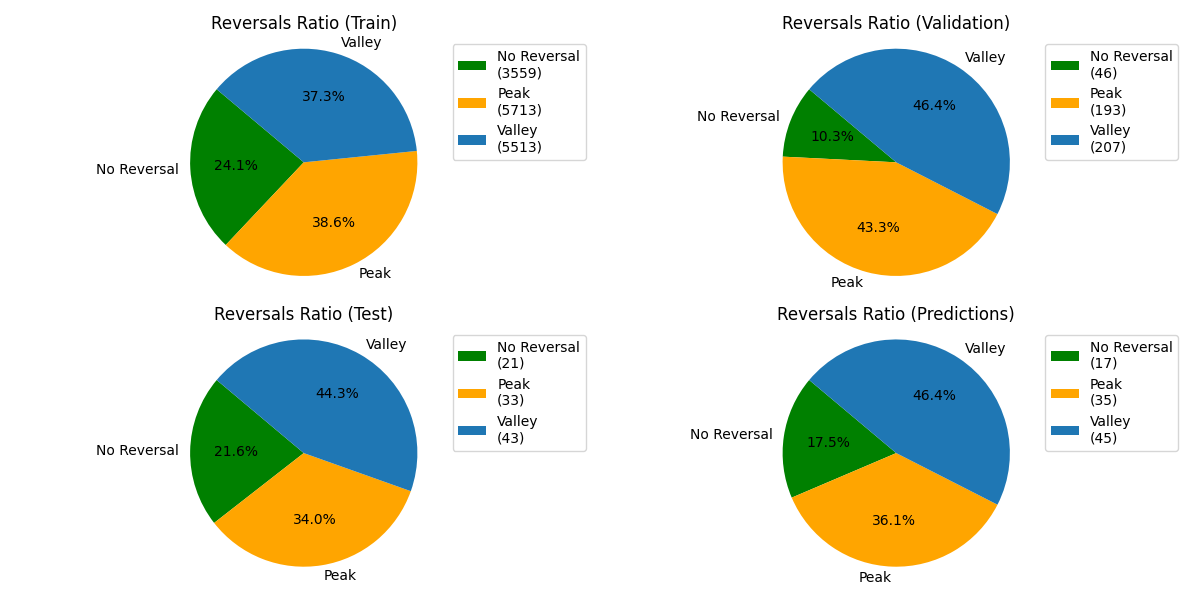 Reversals Ratio (Train)
Valley
37.3%
No Reversal
24.1%
38.6%
Peak
No Reversal
(3559)
Peak
(5713)
Valley
(5513)
Reversals Ratio (Validation)
Valley
46.4%
No Reversal
10.3%
43.3%
Peak
No Reversal
(46)
Peak
(193)
Valley
(207)
Reversals Ratio (Test)
Valley
44.3%
No Reversal
21.6%
34.0%
Peak
No Reversal
(21)
Peak
(33)
Valley
(43)
Reversals Ratio (Predictions)
Valley
46.4%
No Reversal
17.5%
36.1%
Peak
No Reversal
(17)
Peak
(35)
Valley
(45)